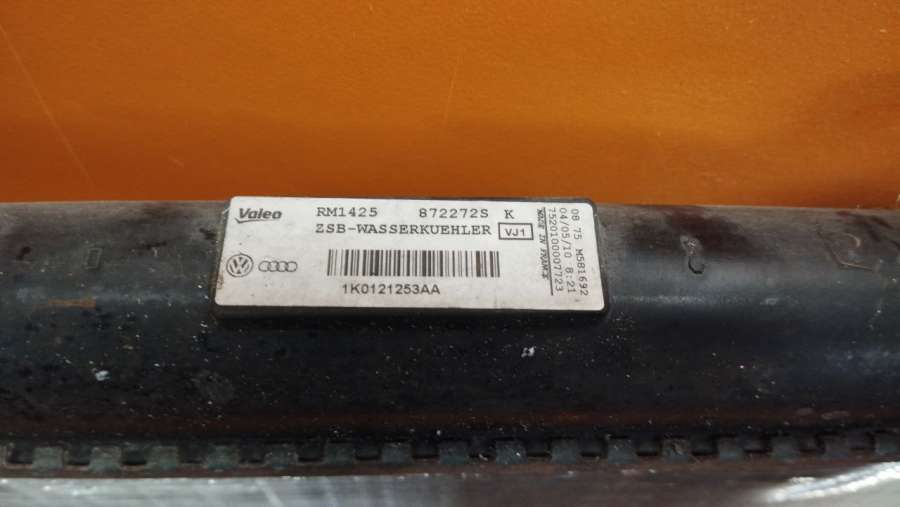 Valeo RM1425 872272S K
ZSB-WASSERKUEHLER VJ1
1K0121253AA
MADE IN FRANCE
08 75 M581692
04/05/10 8:21
7520100007723